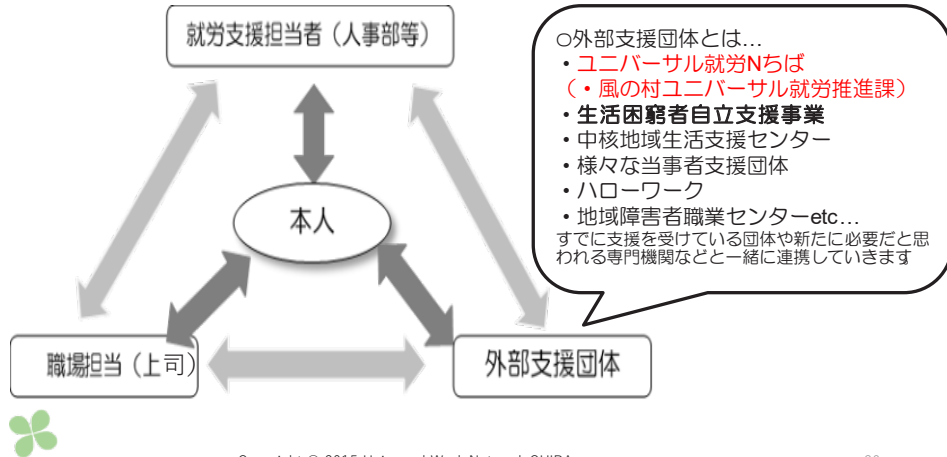 就労支援担当者（人事部等）
○外部支援団体とは…
・ユニバーサル就労Nちば
（・風の村ユニバーサル就労推進課）
・生活困窮者自立支援事業
・中核地域生活支援センター
・様々な当事者支援団体
・ハローワーク
・地域障害者職業センターetc…
すでに支援を受けている団体や新たに必要だと思
われる専門機関などと一緒に連携していきます
本人
職場担当（上司）
外部支援団体